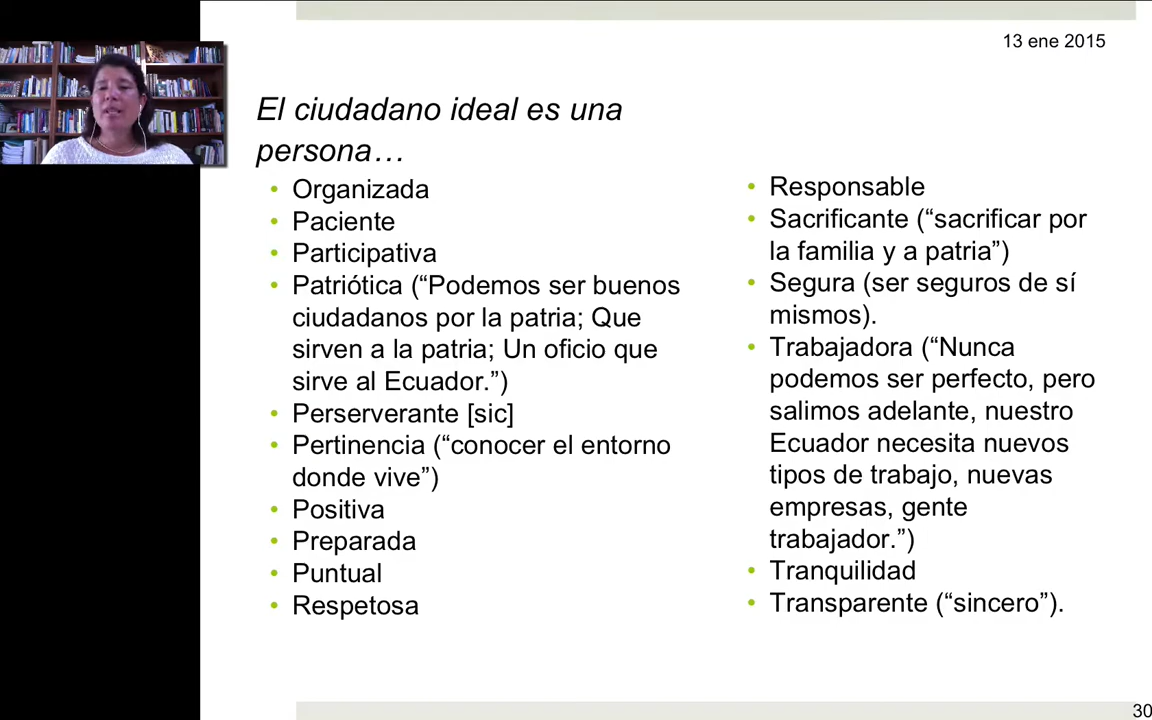 13 ene 2015
El ciudadano ideal es una
persona…
• Organizada
• Paciente
• Participativa
• Patriótica (“Podemos ser buenos
ciudadanos por la patria; Que
sirven a la patria; Un oficio que
sirve al Ecuador.”)
• Perserverante [sic]
• Pertinencia (“conocer el entorno
donde vive”)
• Positiva
• Preparada
• Puntual
• Respetosa
• Responsable
• Sacrificante (“sacrificar por
la familia y a patria”)
• Segura (ser seguros de sí
mismos).
• Trabajadora (“Nunca
podemos ser perfecto, pero
salimos adelante, nuestro
Ecuador necesita nuevos
tipos de trabajo, nuevas
empresas, gente
trabajador.”)
• Tranquilidad
• Transparente (“sincero”).
30